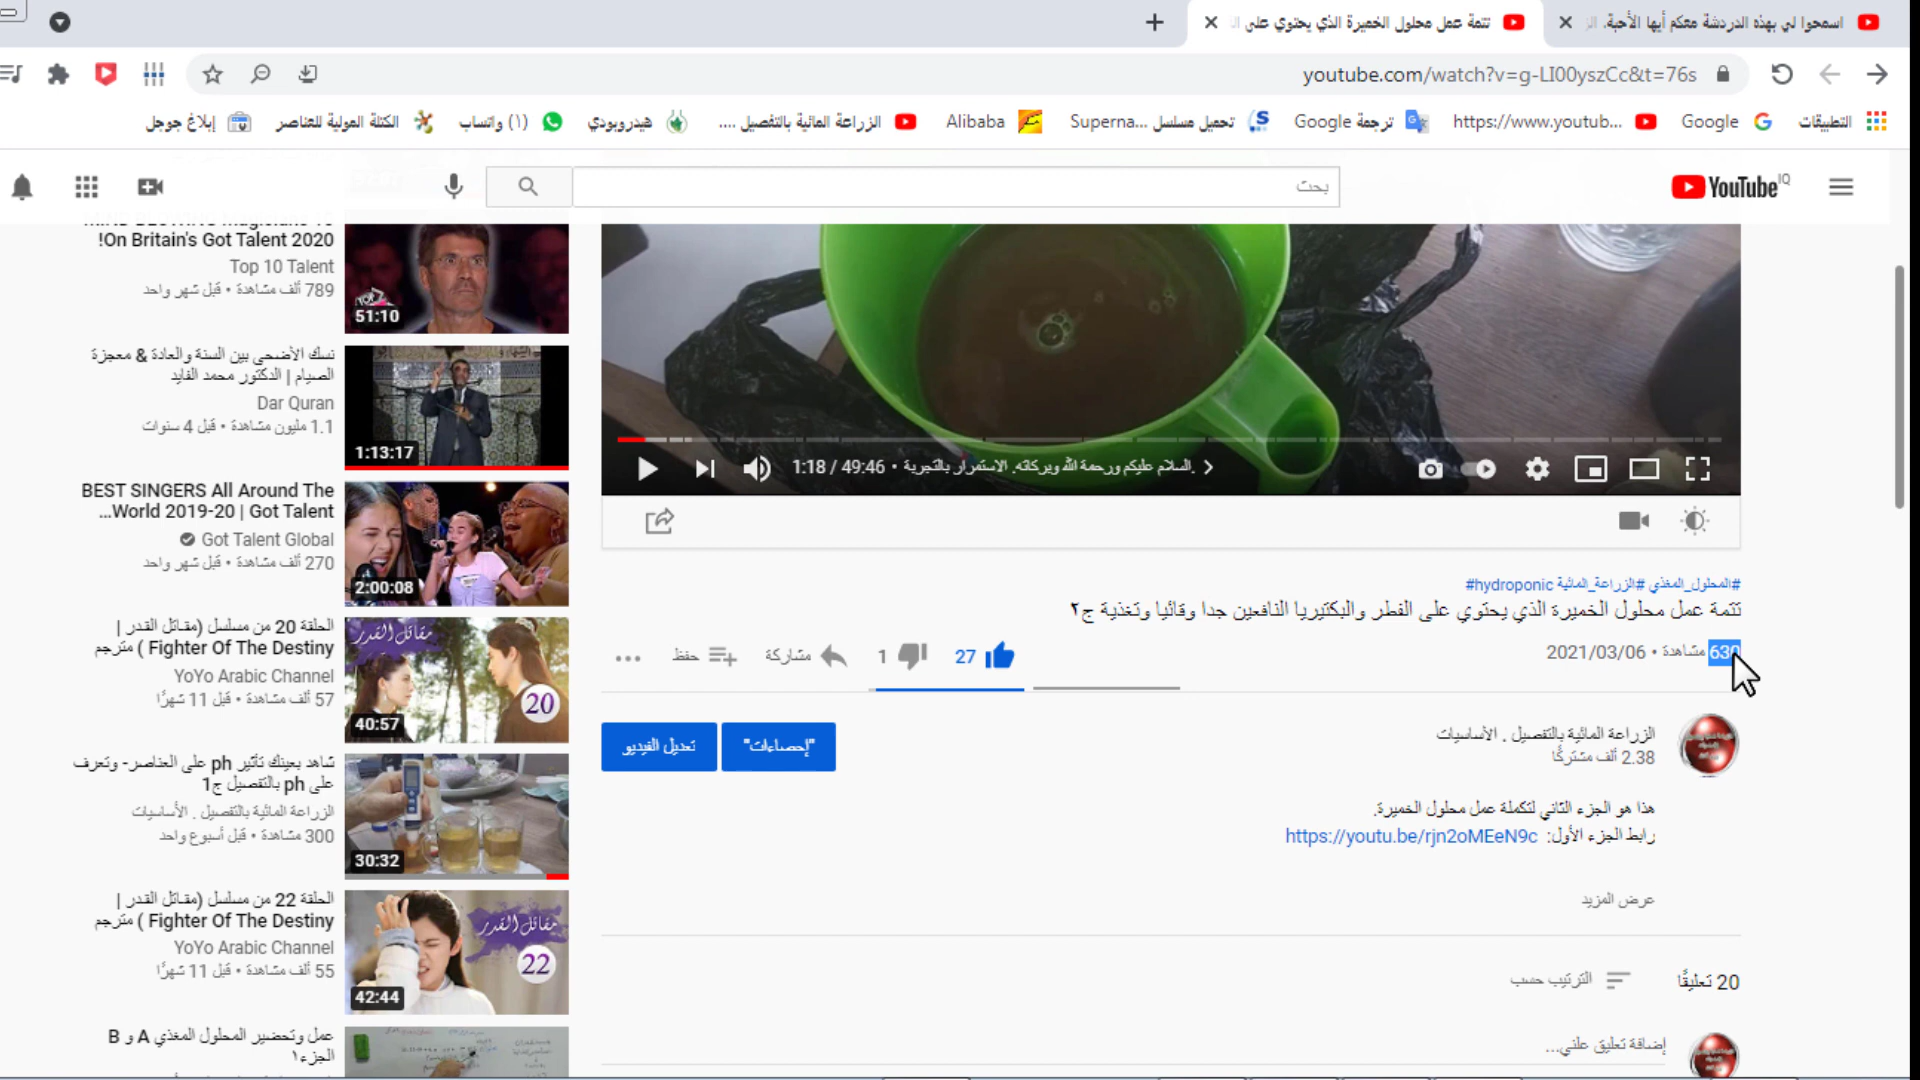 اسمحوا لي بهذه الدردشة معكم أيها الأحبة.
تتمة عمل محلول الخميرة الذي يحتوي على
youtube.com/watch?v=g-LI00yszCc&t=76s
التطبيقات
Google
https://www.youtub...
ترجمة Google
تحميل مسلسل Superna...
Alibaba
الزراعة المائية بالتفصيل ....
هيدروبودي
(١) واتساب
الكتلة المولية للعناصر
إبلاغ جوجل
YouTube IQ
بحث
On Britain's Got Talent 2020!
Top 10 Talent
789 ألف مشاهدة • قبل شهر واحد
51:10
نسك الأضحى بين السنة والعادة & معجزة
الصيام | الدكتور محمد الفايد
Dar Quran
1.1 مليون مشاهدة • قبل 4 سنوات
1:13:17
BEST SINGERS All Around The
World 2019-20 | Got Talent...
Got Talent Global
270 ألف مشاهدة • قبل شهر واحد
2:00:08
الحلقة 20 من مسلسل (مقاتل القدر |
Fighter Of The Destiny ) مترجم
YoYo Arabic Channel
57 ألف مشاهدة • قبل 11 شهرًا
مقاتل القدر
20
40:57
شاهد بعينك تأثير ph على العناصر- وتعرف
على ph بالتفصيل ج1
الزراعة المائية بالتفصيل . الأساسيات
300 مشاهدة • قبل أسبوع واحد
30:32
الحلقة 22 من مسلسل (مقاتل القدر |
Fighter Of The Destiny ) مترجم
YoYo Arabic Channel
55 ألف مشاهدة • قبل 11 شهرًا
مقاتل القدر
22
42:44
عمل وتحضير المحلول المغذي A و B
الجزء١
1:18 / 49:46 • السلام عليكم ورحمة الله وبركاته. الاستمرار بالتجربة.
#المحلول_المغذي #الزراعة_المائية #hydroponic
تتمة عمل محلول الخميرة الذي يحتوي على الفطر والبكتيريا النافعين جدا وقائيا وتغذية ج٢
630 مشاهدة • 2021/03/06
27
1
مشاركة
حفظ
الزراعة المائية بالتفصيل . الأساسيات
2.38 ألف مشتركًا
"إحصاءات"
تعديل الفيديو
هذا هو الجزء الثاني لتكملة عمل محلول الخميرة.
رابط الجزء الأول: https://youtu.be/rjn2oMEeN9c
عرض المزيد
20 تعليقًا
الترتيب حسب
إضافة تعليق علني...